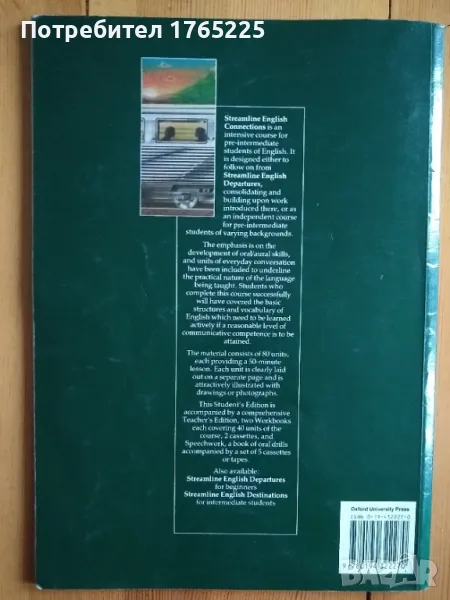 Потребител 1765225
Streamline English
Connections is an
intensive course for
pre-intermediate
students of English. It
is designed either to
follow on from
Streamline English
Departures,
consolidating and
building upon work
introduced there, or as
an independent course
for pre-intermediate
students of varying backgrounds.
The emphasis is on the
development of oral/aural skills,
and units of everyday conversation
have been included to underline
the practical nature of the language
being taught. Students who
complete this course successfully
will have covered the basic
structures and vocabulary of
English which need to be learned
actively if a reasonable level of
communicative competence is to be
attained.
The material consists of 80 units,
each providing a 50-minute
lesson. Each unit is clearly laid
out on a separate page and is
attractively illustrated with
drawings or photographs.
This Student's Edition is
accompanied by a comprehensive
Teacher's Edition, two Workbooks
each covering 40 units of the
course, 2 cassettes, and
Speechwork, a book of oral drills
accompanied by a set of 5 cassettes
or tapes.
Also available:
Streamline English Departures
for beginners
Streamline English Destinations
for intermediate students
Oxford University Press
BAZAR